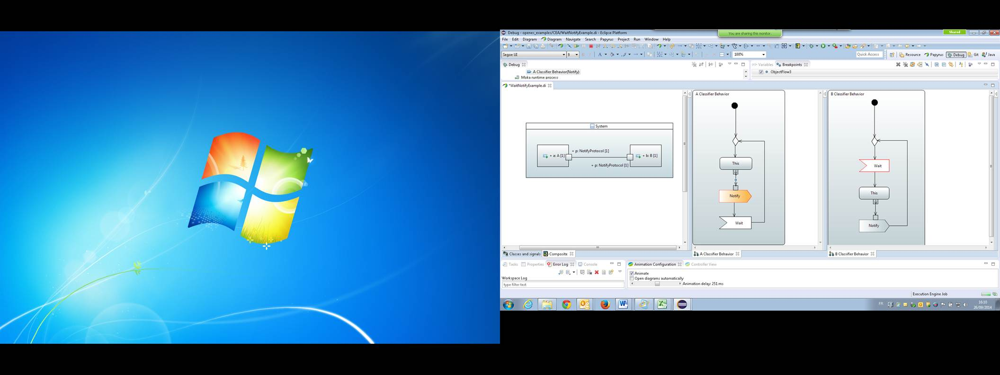 Debug - openes_examples/CEA/WaitNotifyExample.di - Eclipse Platform
You are sharing this monitor.
Shared
File Edit Diagram Diagram Navigate Search Papyrus Project Run Window Help
Segoe UI 9 100% Quick Access Resource Papyrus Debug Git Java
Debug
A Classifier Behavior(Notify)
Moka runtime process
Variables Breakpoints
ObjectFlow3
*WaitNotifyExample.di
System
+ a: A [1]
+ p: NotifyProtocol [1]
+ p: NotifyProtocol [1]
+ b: B [1]
A Classifier Behavior
This
Notify
Wait
B Classifier Behavior
Wait
This
Notify
Classes and signals Composite
A Classifier Behavior
B Classifier Behavior
Tasks Properties Error Log Console
Workspace Log
type filter text
Animation Configuration Controller View
Animate
Open diagrams automatically
Animation delay: 251 ms
Execution Engine Job
FR
16:10
26/09/2014